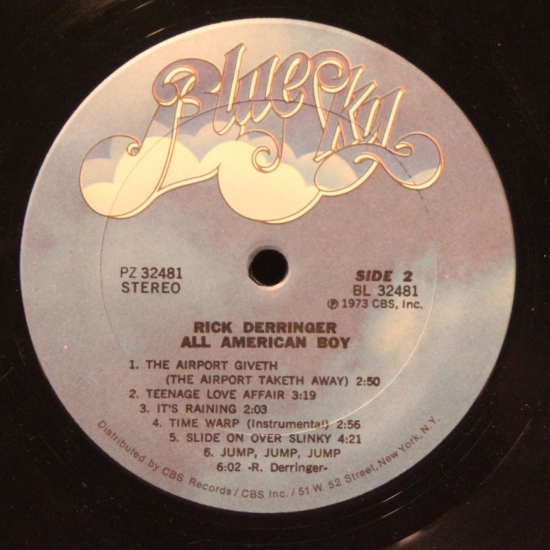 Blue Sky
PZ 32481
STEREO
SIDE 2
BL 32481
℗ 1973 CBS, Inc.
RICK DERRINGER
ALL AMERICAN BOY
1. THE AIRPORT GIVETH
(THE AIRPORT TAKETH AWAY) 2:50
2. TEENAGE LOVE AFFAIR 3:19
3. IT'S RAINING 2:03
4. TIME WARP (Instrumental) 2:56
5. SLIDE ON OVER SLINKY 4:21
6. JUMP, JUMP, JUMP
6:02 -R. Derringer-
Distributed by CBS Records / CBS Inc. / 51 W. 52 Street, New York, N.Y.